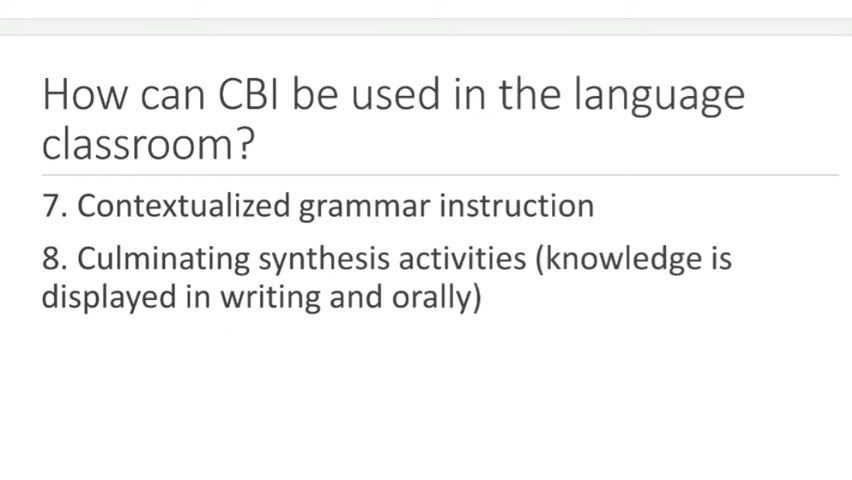 How can CBI be used in the language
classroom?
7. Contextualized grammar instruction
8. Culminating synthesis activities (knowledge is
displayed in writing and orally)